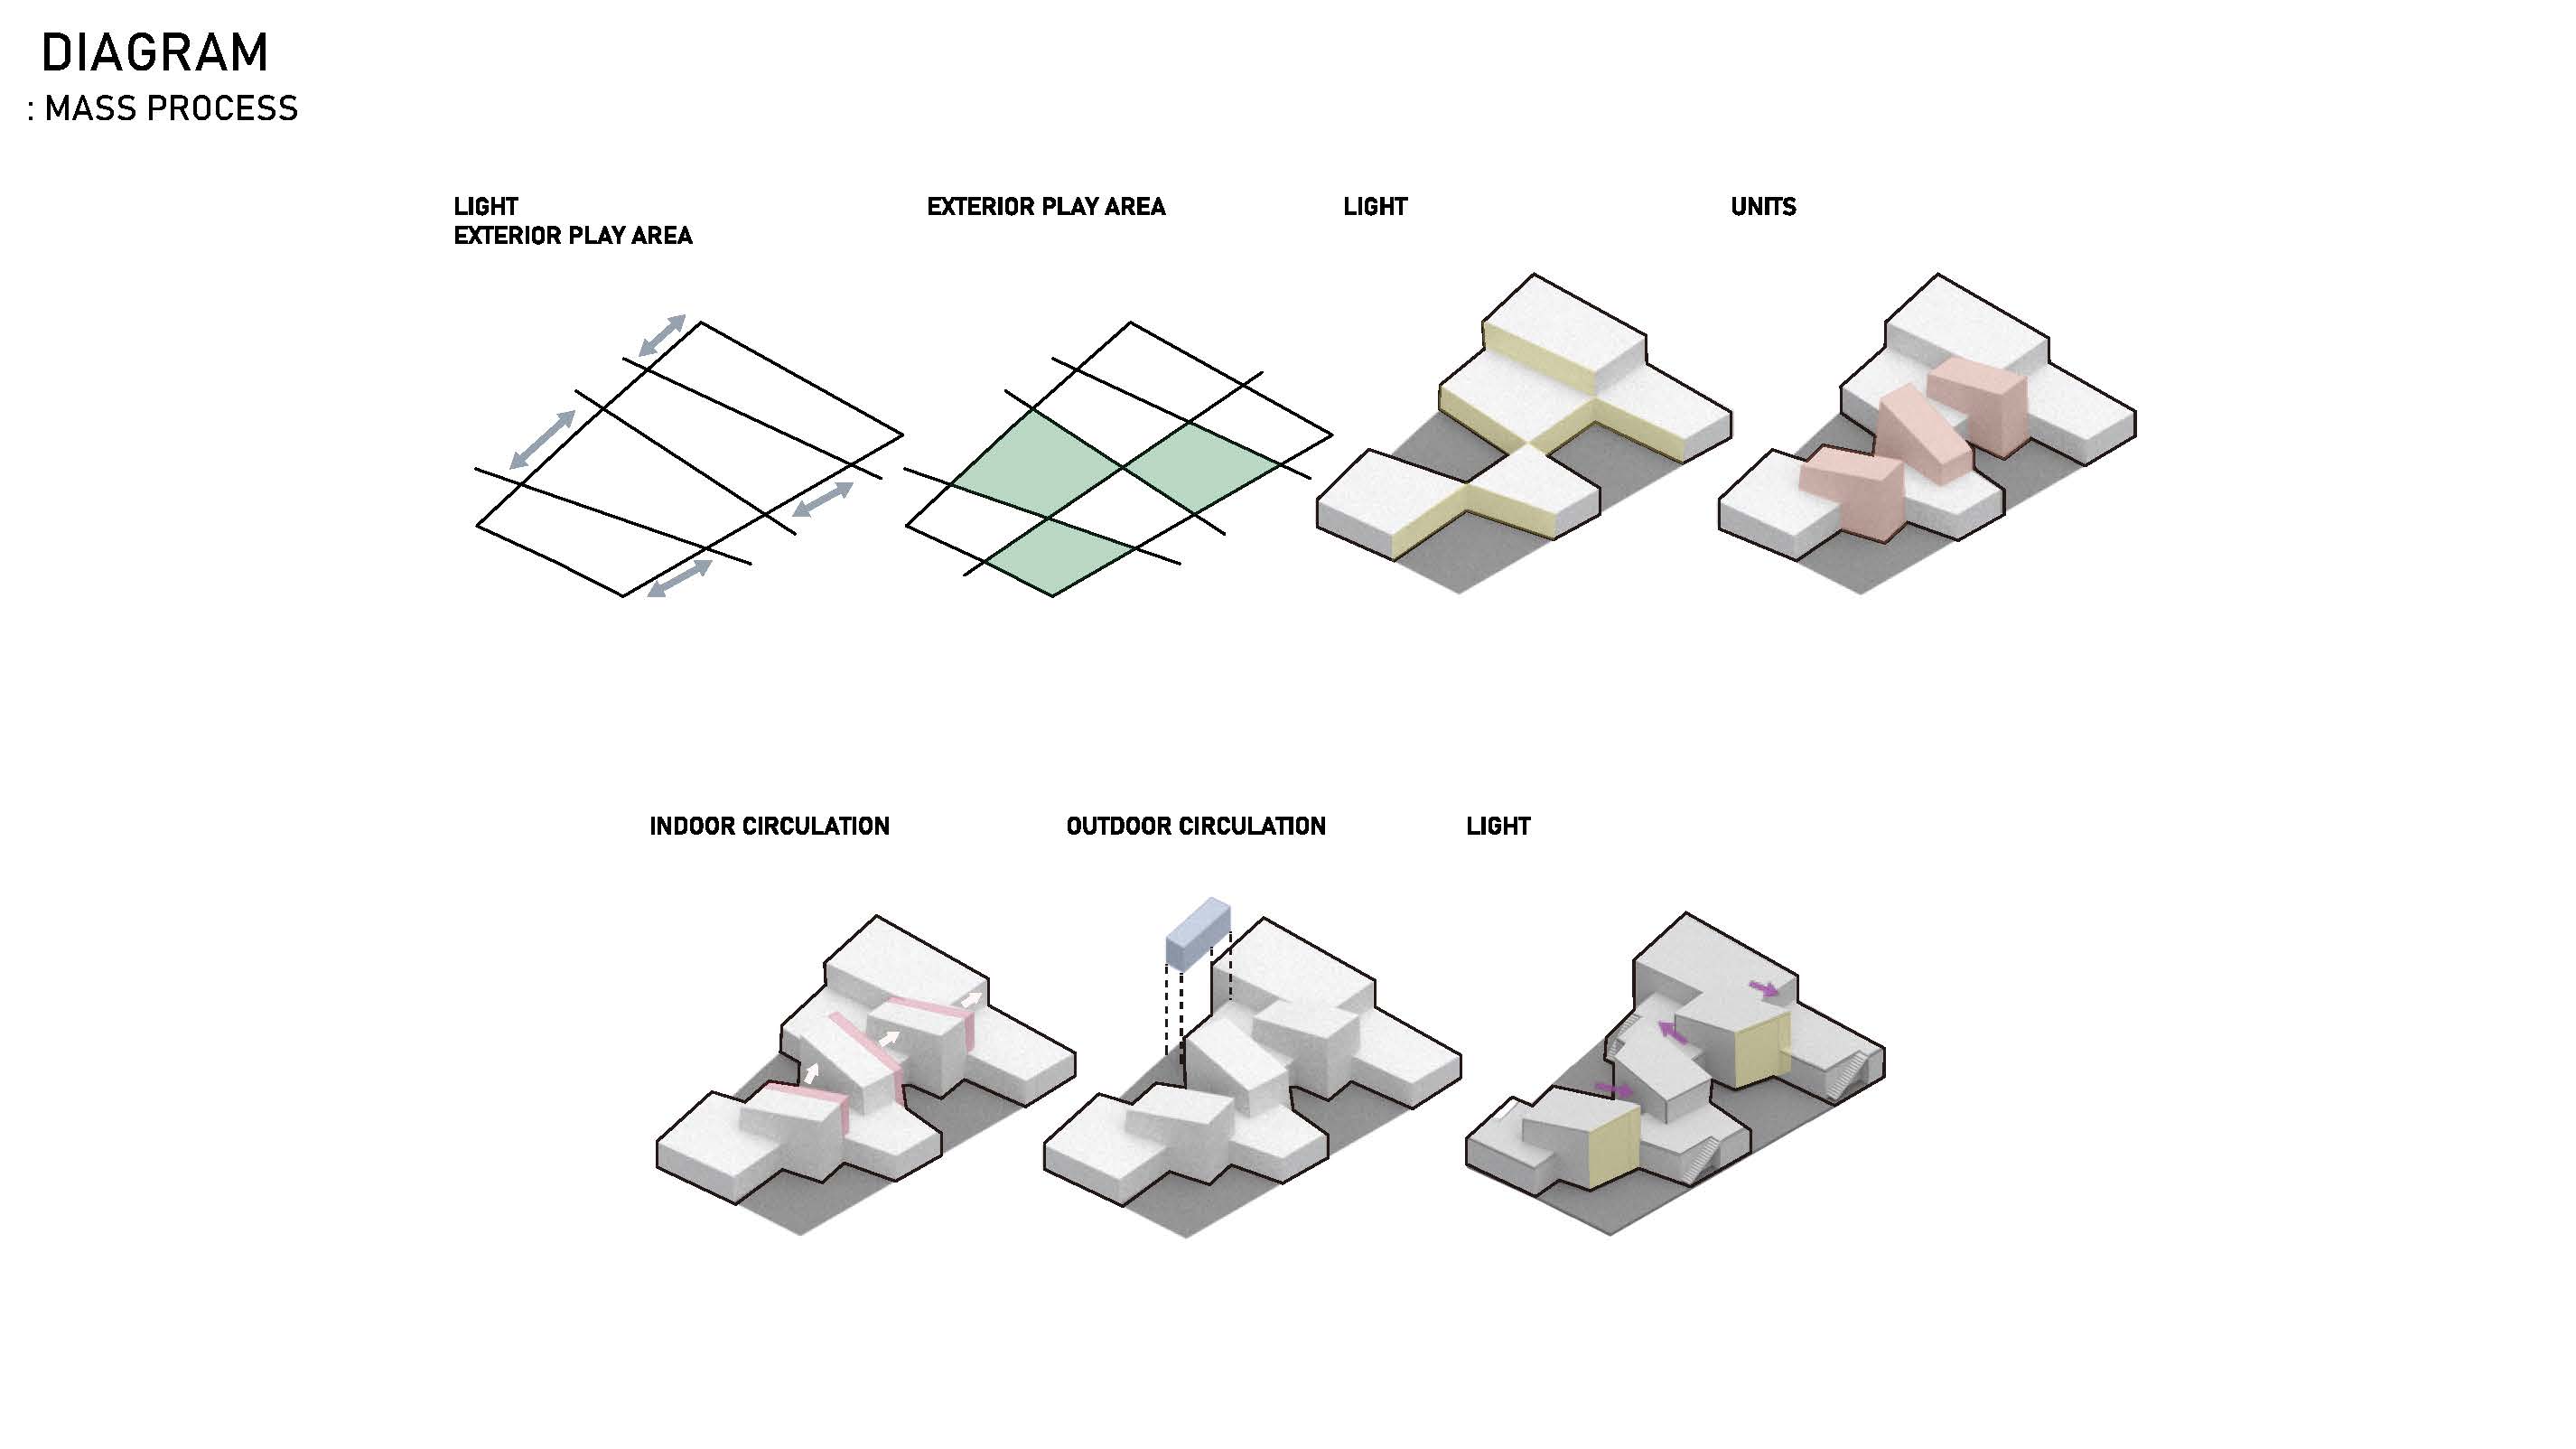 DIAGRAM
: MASS PROCESS
LIGHT
EXTERIOR PLAY AREA
EXTERIOR PLAY AREA
LIGHT
UNITS
INDOOR CIRCULATION
OUTDOOR CIRCULATION
LIGHT